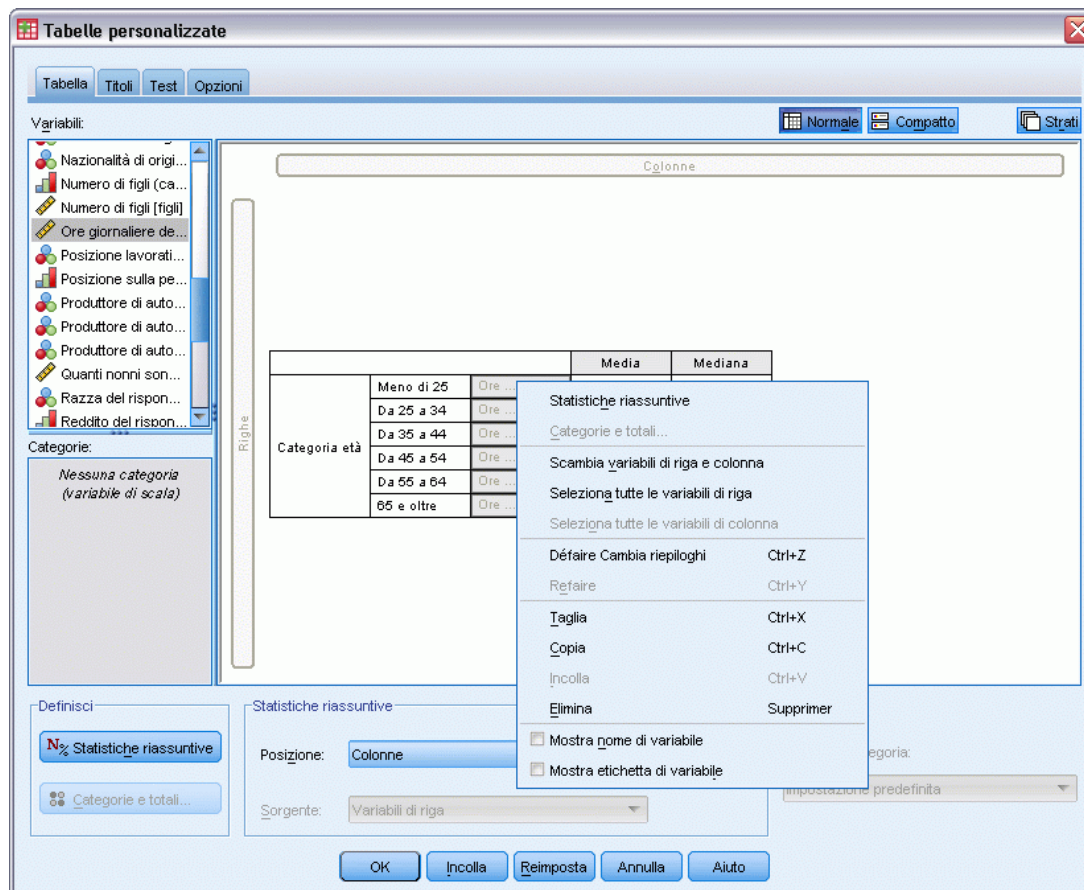 Tabelle personalizzate
Tabella Titoli Test Opzioni
Variabili:
Normale Compatto Strati
Nazionalità di origi...
Numero di figli (ca...
Numero di figli [figli]
Ore giornaliere de...
Posizione lavorati...
Posizione sulla pe...
Produttore di auto...
Produttore di auto...
Produttore di auto...
Quanti nonni son...
Razza del rispon...
Reddito del rispon...
Categorie:
Nessuna categoria
(variabile di scala)
Colonne
Righe
Media Mediana
Categoria età
Meno di 25 Ore ...
Da 25 a 34 Ore ...
Da 35 a 44 Ore ...
Da 45 a 54 Ore ...
Da 55 a 64 Ore ...
65 e oltre Ore ...
Statistiche riassuntive
Categorie e totali...
Scambia variabili di riga e colonna
Seleziona tutte le variabili di riga
Seleziona tutte le variabili di colonna
Défaire Cambia riepiloghi Ctrl+Z
Refaire Ctrl+Y
Taglia Ctrl+X
Copia Ctrl+C
Incolla Ctrl+V
Elimina Supprimer
Mostra nome di variabile
Mostra etichetta di variabile
Definisci
N% Statistiche riassuntive
Categorie e totali...
Statistiche riassuntive
Posizione: Colonne
Sorgente: Variabili di riga
Impostazione predefinita
OK Incolla Reimposta Annulla Aiuto